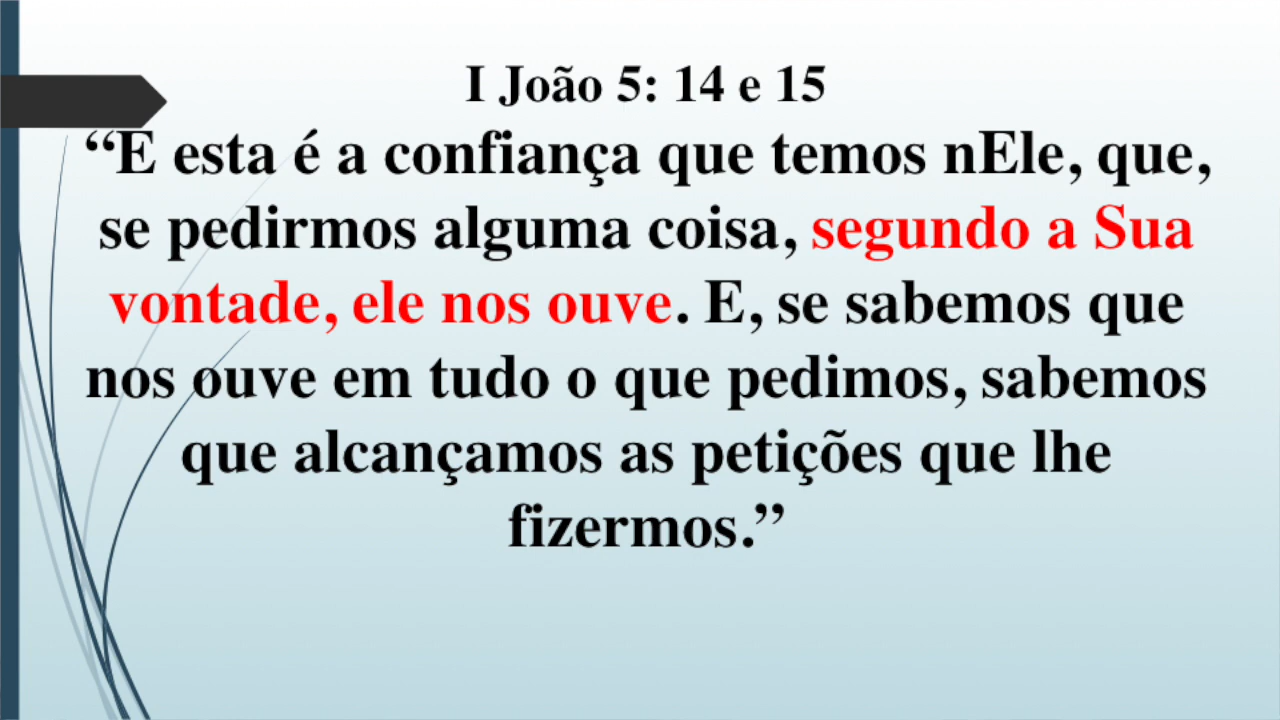 I João 5: 14 e 15
“E esta é a confiança que temos nEle, que,
se pedirmos alguma coisa, segundo a Sua
vontade, ele nos ouve. E, se sabemos que
nos ouve em tudo o que pedimos, sabemos
que alcançamos as petições que lhe
fizermos.”